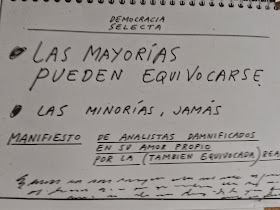 DEMOCRACIA
SELECTA
LAS MAYORÍAS
PUEDEN EQUIVOCARSE
LAS MINORÍAS, JAMÁS
MANIFIESTO DE ANALISTAS DAMNIFICADOS
EN SU AMOR PROPIO
POR LA (TAMBIEN EQUIVOCADA)